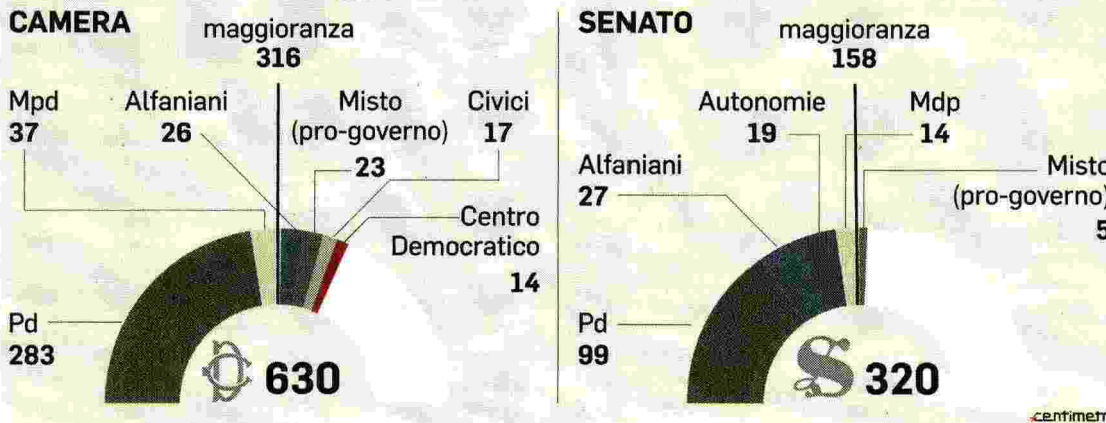 CAMERA
maggioranza
316
Mpd
37
Alfaniani
26
Misto
(pro-governo)
23
Civici
17
Centro
Democratico
14
Pd
283
630
SENATO
maggioranza
158
Autonomie
19
Mdp
14
Alfaniani
27
Misto
(pro-governo)
5
Pd
99
S 320
centimetr